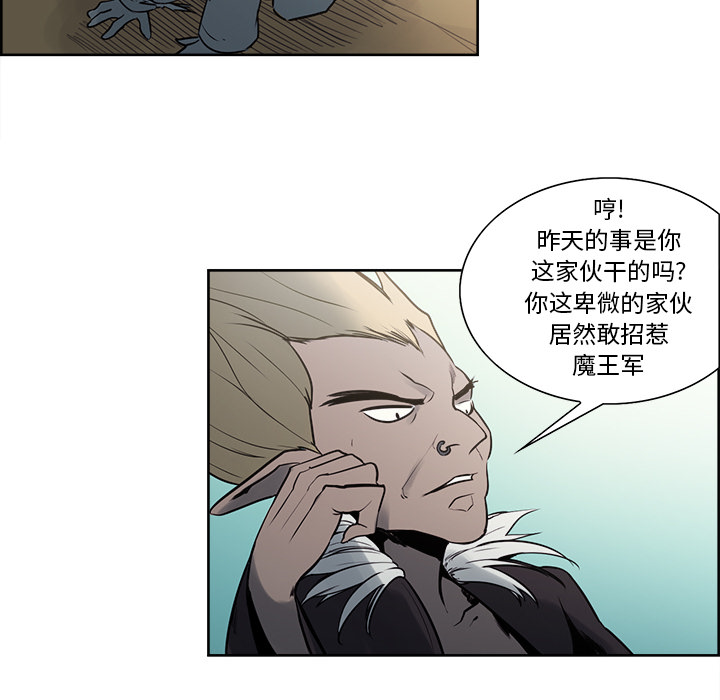 哼!
昨天的事是你
这家伙干的吗?
你这卑微的家伙
居然敢招惹
魔王军